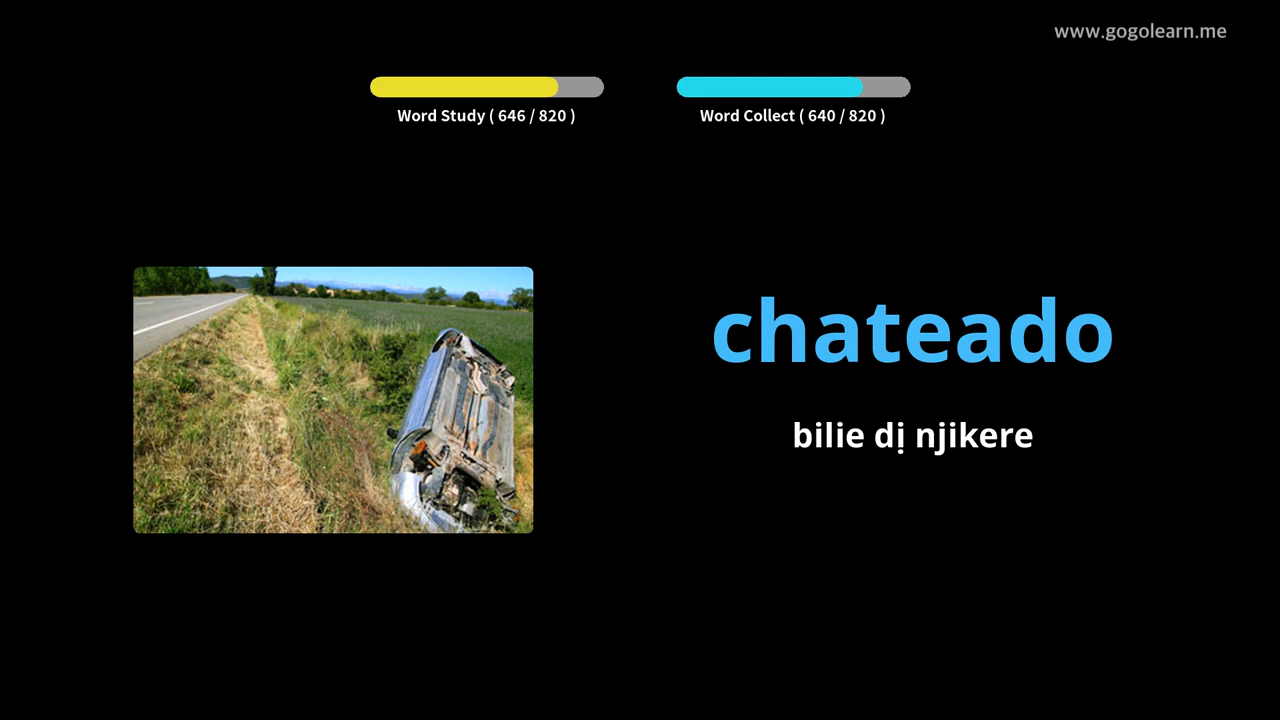 www.gogolearn.me
Word Study ( 646 / 820 )
Word Collect ( 640 / 820 )
chateado
bilie dị njikere